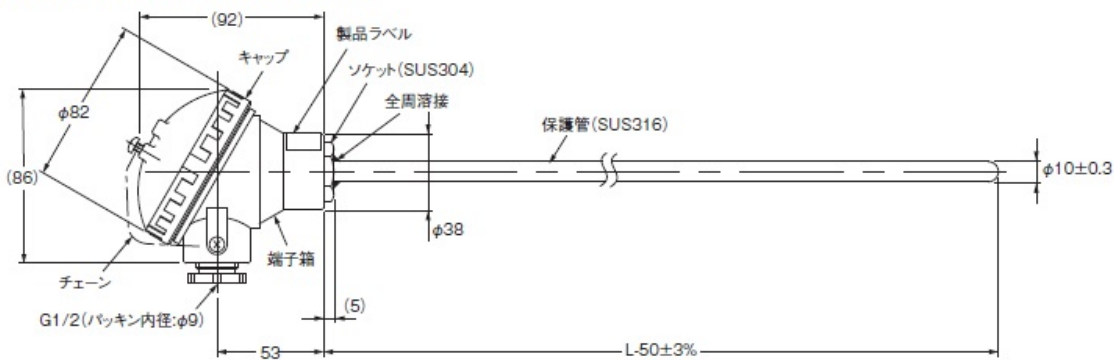 (92)
製品ラベル
キャップ
ソケット(SUS304)
φ82
全周溶接
保護管(SUS316)
(86)
φ10±0.3
φ38
端子箱
チェーン
(5)
G1/2(パッキン内径:φ9)
53
L-50±3%